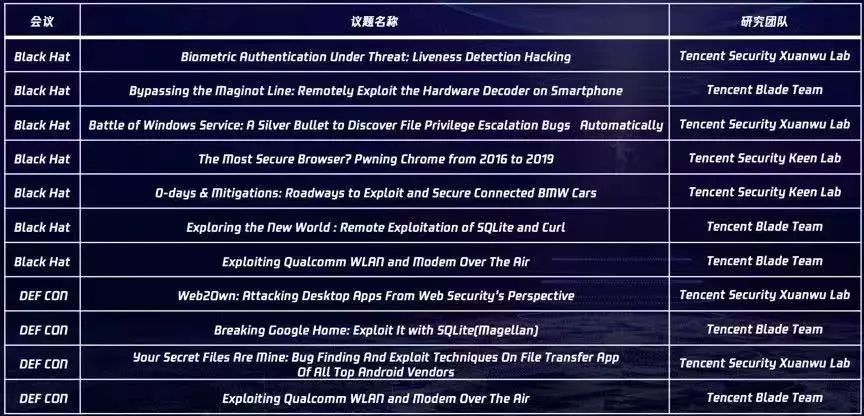 会议 议题名称 研究团队
Black Hat Biometric Authentication Under Threat: Liveness Detection Hacking Tencent Security Xuanwu Lab
Black Hat Bypassing the Maginot Line: Remotely Exploit the Hardware Decoder on Smartphone Tencent Blade Team
Black Hat Battle of Windows Service: A Silver Bullet to Discover File Privilege Escalation Bugs Automatically Tencent Security Xuanwu Lab
Black Hat The Most Secure Browser? Pwning Chrome from 2016 to 2019 Tencent Security Keen Lab
Black Hat 0-days & Mitigations: Roadways to Exploit and Secure Connected BMW Cars Tencent Security Keen Lab
Black Hat Exploring the New World : Remote Exploitation of SQLite and Curl Tencent Blade Team
Black Hat Exploiting Qualcomm WLAN and Modem Over The Air Tencent Blade Team
DEF CON Web2Own: Attacking Desktop Apps From Web Security's Perspective Tencent Security Xuanwu Lab
DEF CON Breaking Google Home: Exploit It with SQLite(Magellan) Tencent Blade Team
DEF CON Your Secret Files Are Mine: Bug Finding And Exploit Techniques On File Transfer App Tencent Security Xuanwu Lab
Of All Top Android Vendors
DEF CON Exploiting Qualcomm WLAN and Modem Over The Air Tencent Blade Team